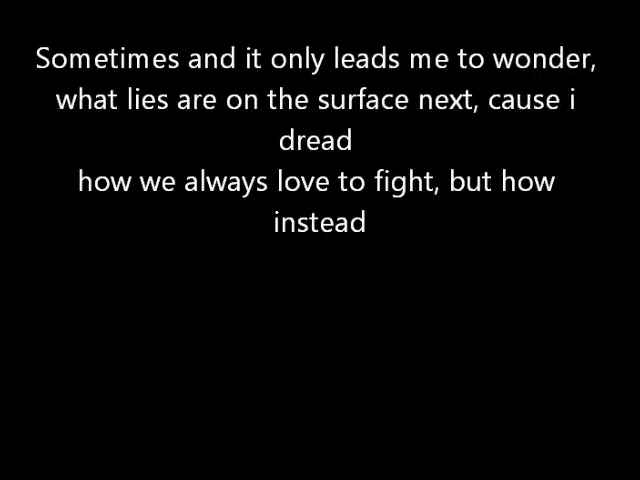 Sometimes and it only leads me to wonder,
what lies are on the surface next, cause i
dread
how we always love to fight, but how
instead